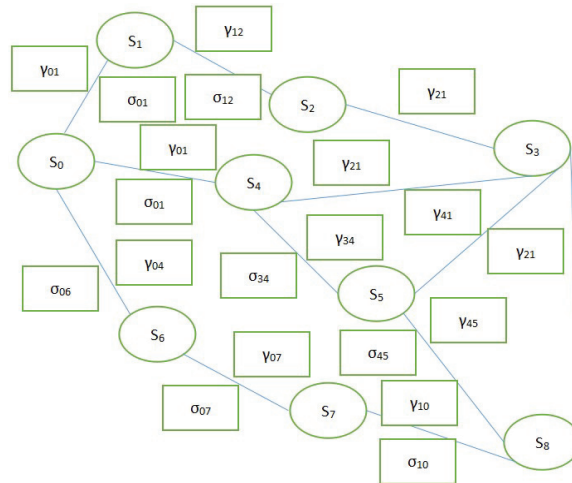 γ₁₂
S₁
γ₀₁
σ₀₁
σ₁₂
S₂
γ₂₁
γ₀₁
S₀
S₄
γ₂₁
S₃
σ₀₁
γ₃₄
γ₄₁
γ₂₁
γ₀₄
σ₀₆
σ₃₄
S₅
γ₄₅
S₆
γ₀₇
σ₄₅
σ₀₇
S₇
γ₁₀
S₈
σ₁₀